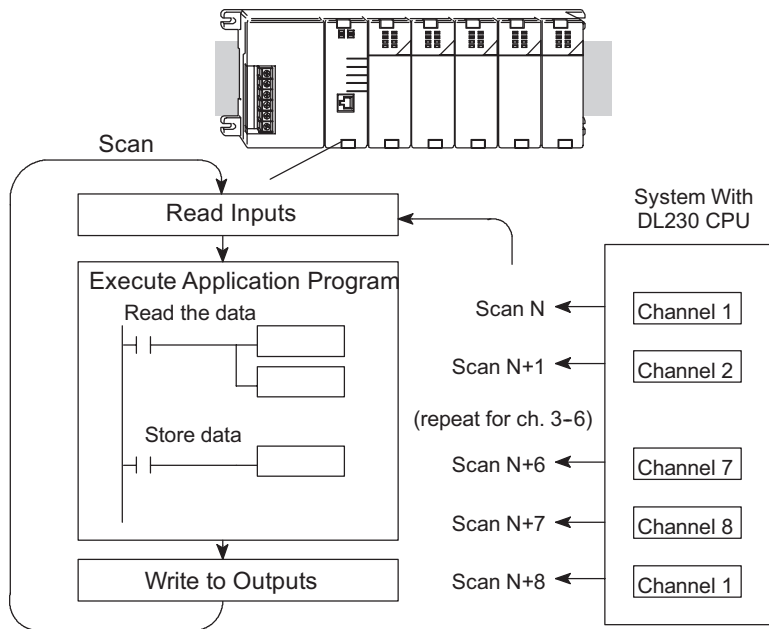 Scan
Read Inputs
Execute Application Program
Read the data
Store data
Write to Outputs
System With
DL230 CPU
Scan N
Channel 1
Scan N+1
Channel 2
(repeat for ch. 3-6)
Scan N+6
Channel 7
Scan N+7
Channel 8
Scan N+8
Channel 1